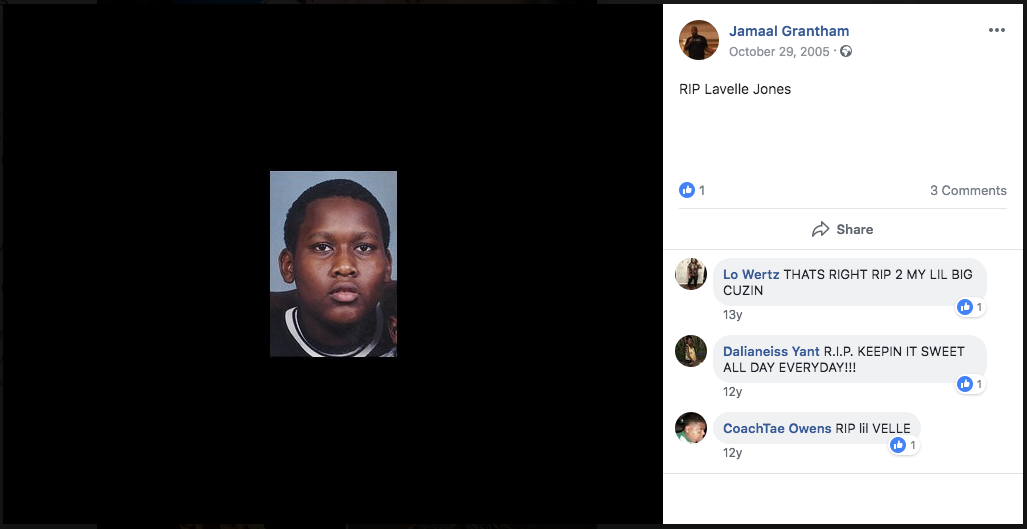 Jamaal Grantham
October 29, 2005 ·
RIP Lavelle Jones
1
3 Comments
Share
Lo Wertz THATS RIGHT RIP 2 MY LIL BIG
CUZIN
1
13y
Dalianeiss Yant R.I.P. KEEPIN IT SWEET
ALL DAY EVERYDAY!!!
1
12y
CoachTae Owens RIP lil VELLE
1
12y